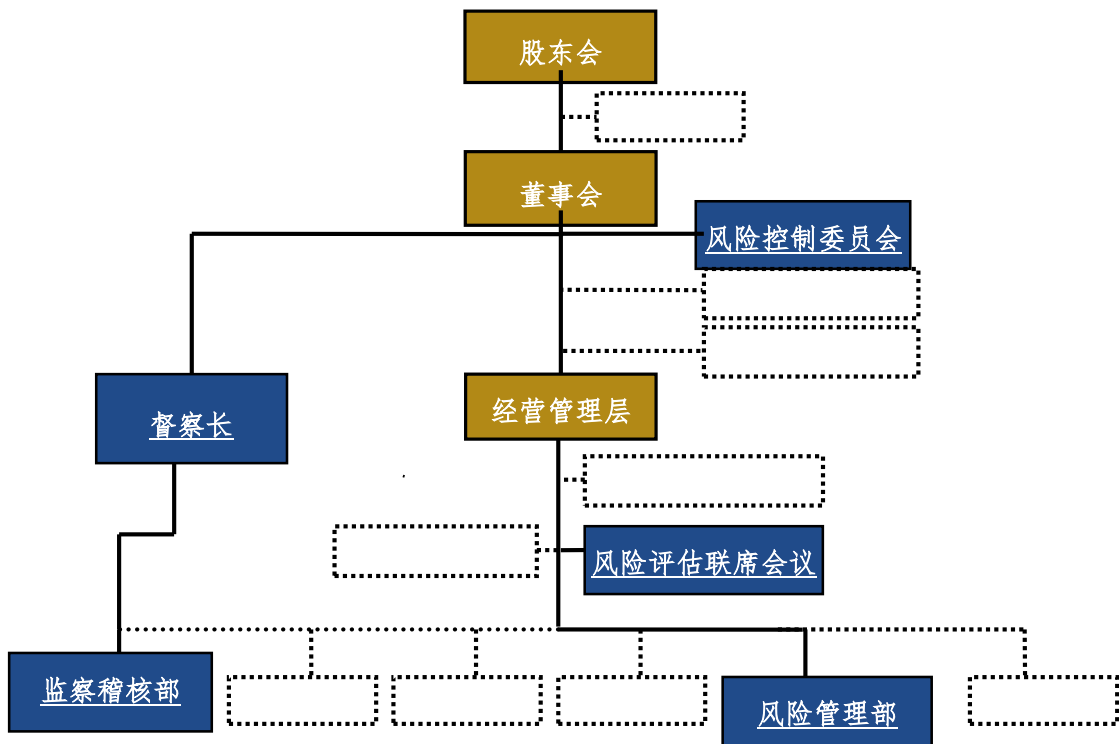 股东会
董事会
风险控制委员会
经营管理层
督察长
风险评估联席会议
监察稽核部
风险管理部